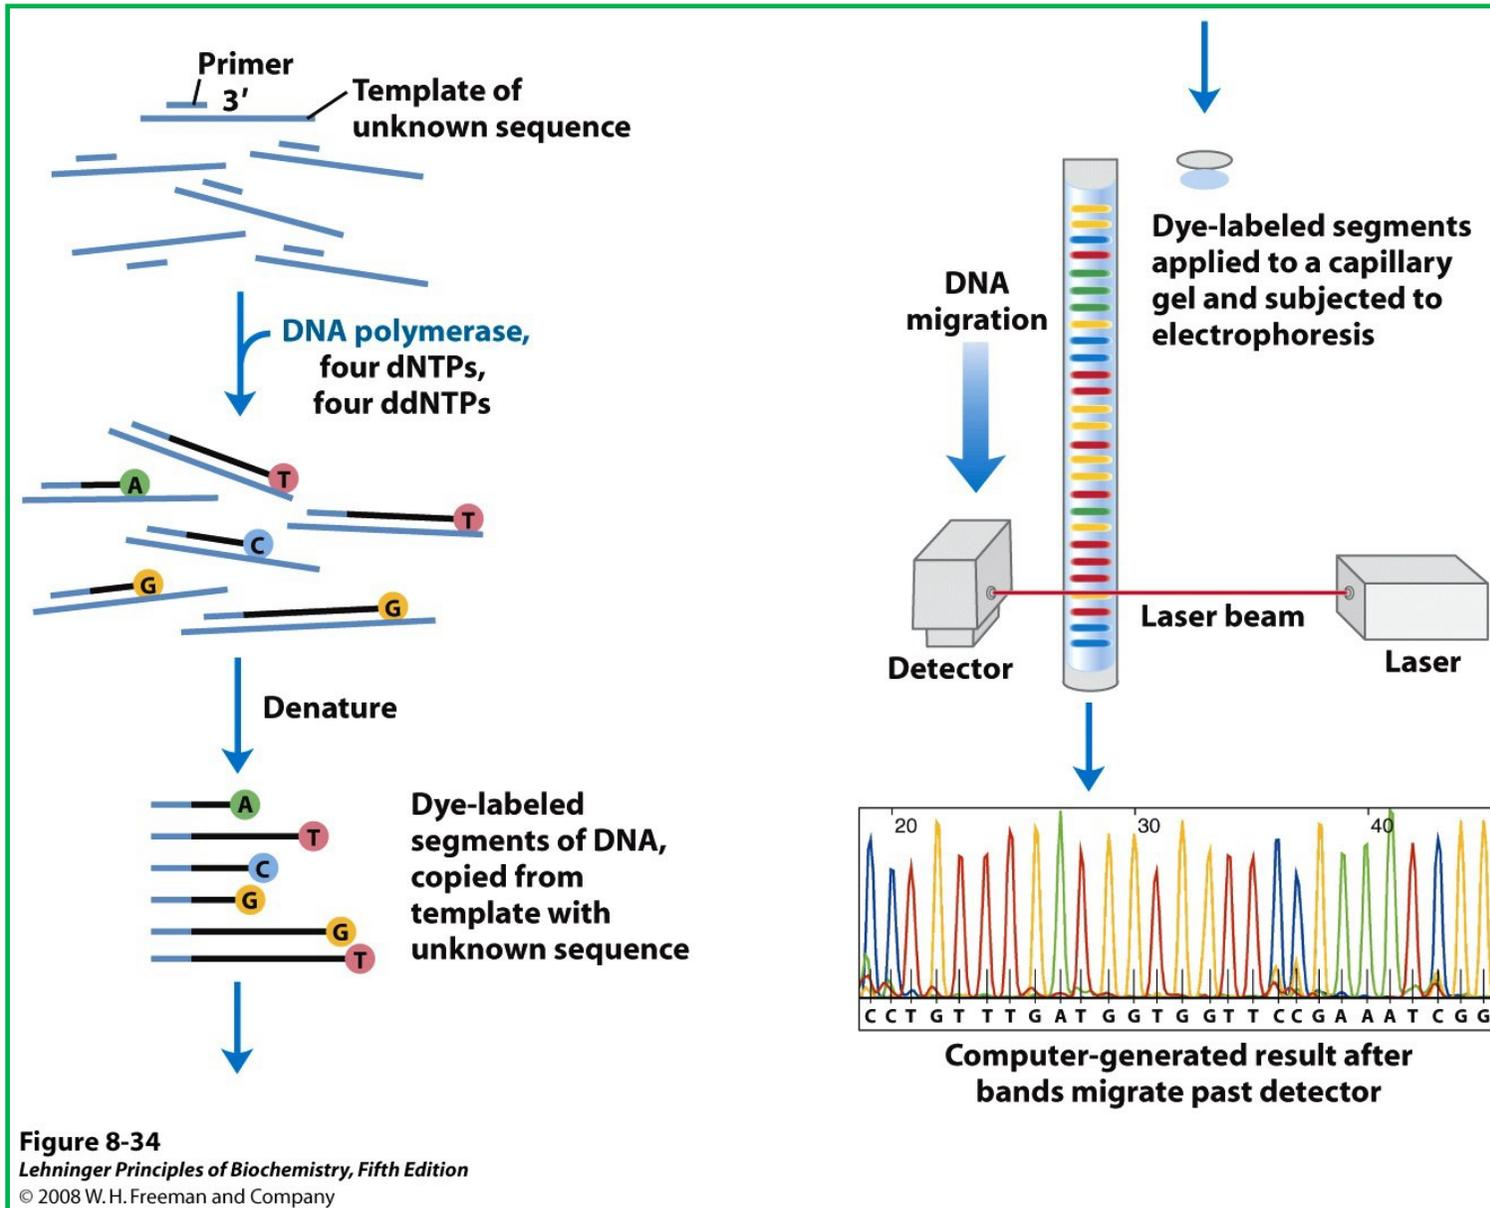 Primer
3′
Template of
unknown sequence
DNA polymerase,
four dNTPs,
four ddNTPs
T
A
T
C
G
G
Denature
A
T
C
G
G
T
Dye-labeled
segments of DNA,
copied from
template with
unknown sequence
Dye-labeled segments
applied to a capillary
gel and subjected to
electrophoresis
DNA
migration
Laser beam
Detector
Laser
20 30 40
C C T G T T T G A T G G T G G T T C C G A A A T C G G
Computer-generated result after
bands migrate past detector
Figure 8-34
Lehninger Principles of Biochemistry, Fifth Edition
© 2008 W. H. Freeman and Company